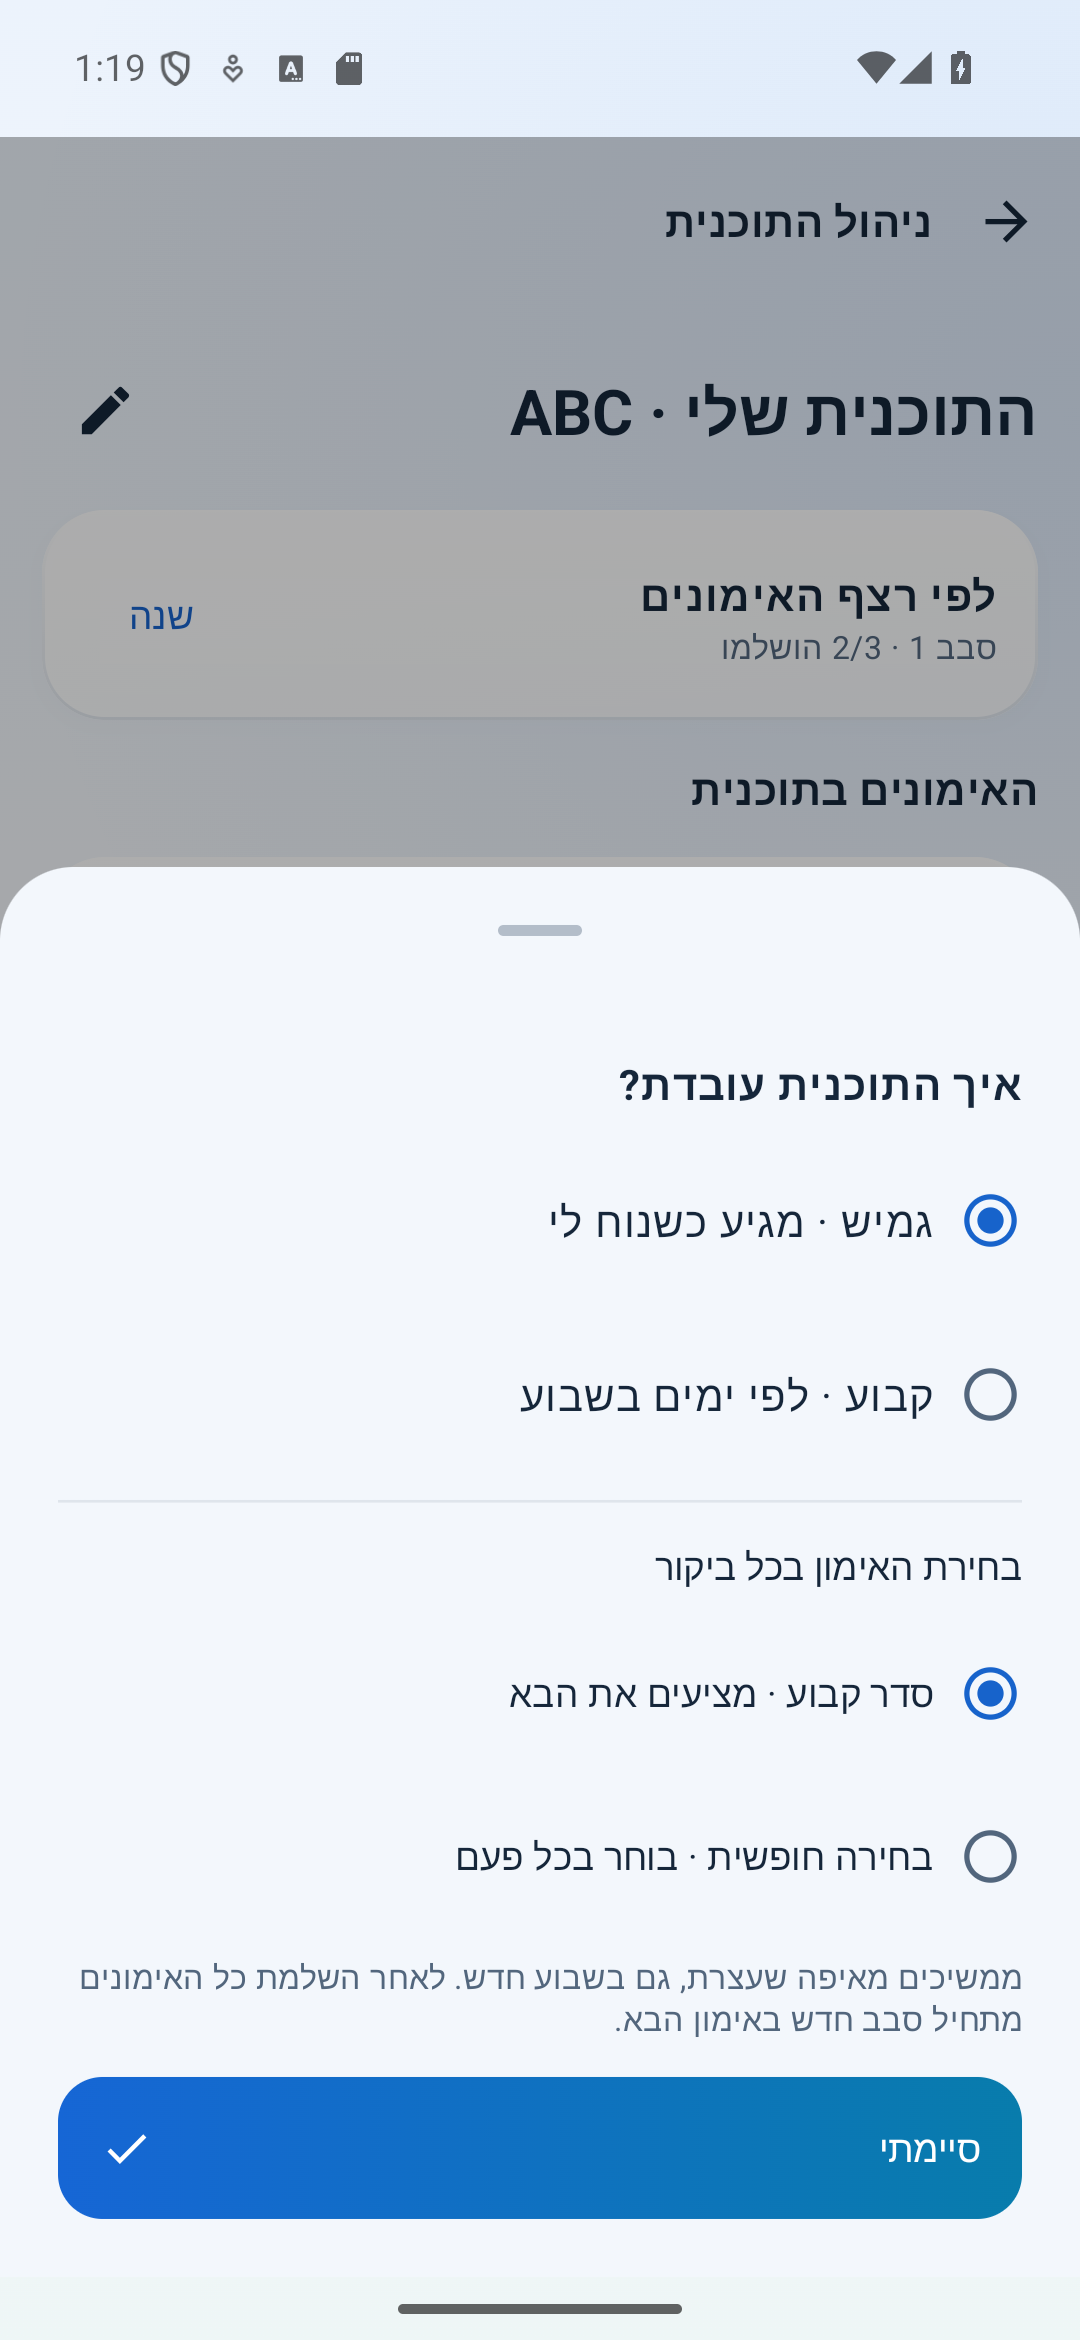 1:19
ניהול התוכנית
התוכנית שלי · ABC
לפי רצף האימונים
סבב 1 · 2/3 הושלמו
שנה
האימונים בתוכנית
איך התוכנית עובדת?
גמיש · מגיע כשנוח לי
קבוע · לפי ימים בשבוע
בחירת האימון בכל ביקור
סדר קבוע · מציעים את הבא
בחירה חופשית · בוחר בכל פעם
ממשיכים מאיפה שעצרת, גם בשבוע חדש. לאחר השלמת כל האימונים
מתחיל סבב חדש באימון הבא.
סיימתי